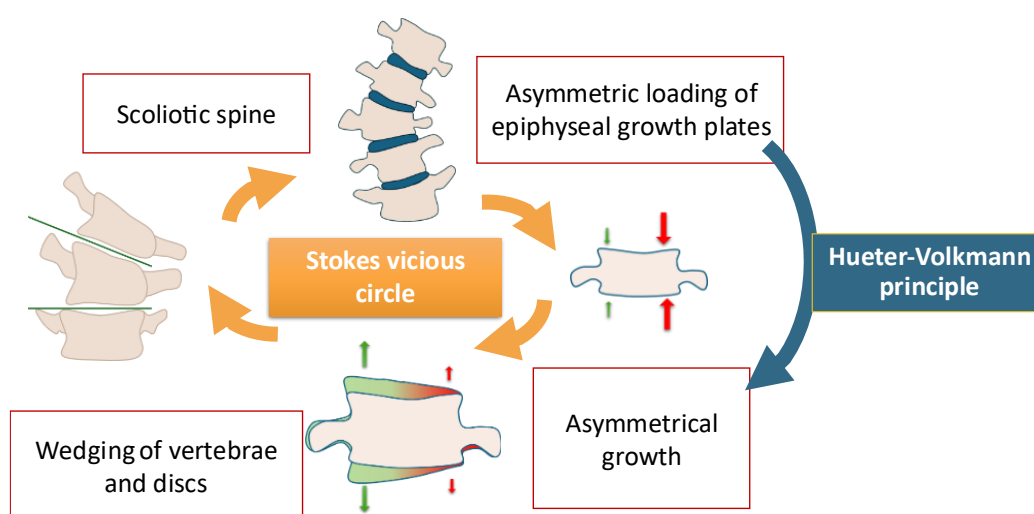 Scoliotic spine
Asymmetric loading of
epiphyseal growth plates
Stokes vicious
circle
Hueter-Volkmann
principle
Wedging of vertebrae
and discs
Asymmetrical
growth